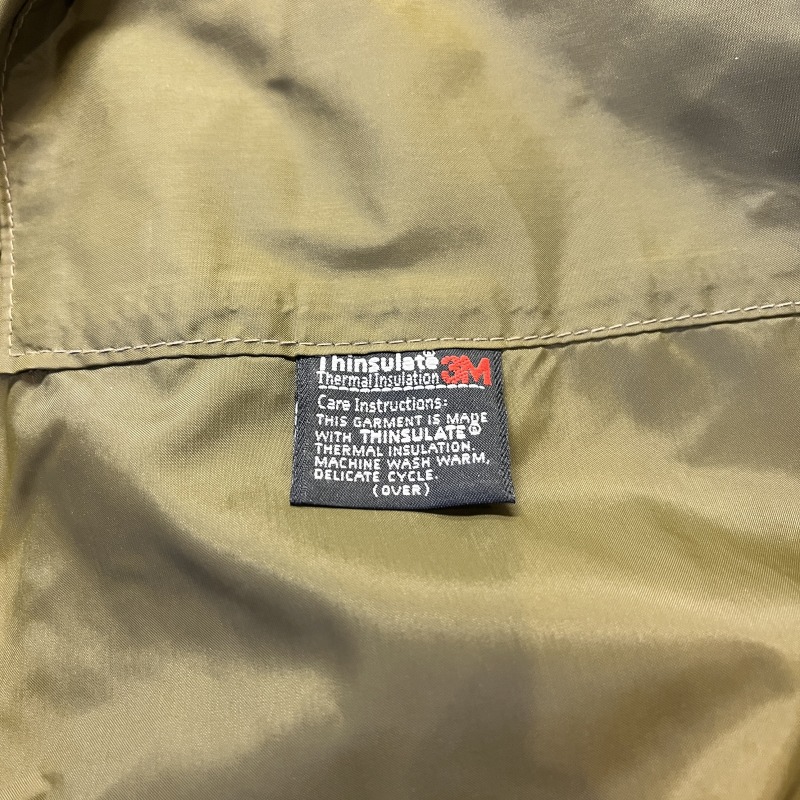 Thinsulate® 3M
Thermal Insulation
Care Instructions:
THIS GARMENT IS MADE
WITH THINSULATE®
THERMAL INSULATION.
MACHINE WASH WARM,
DELICATE CYCLE.
(OVER)